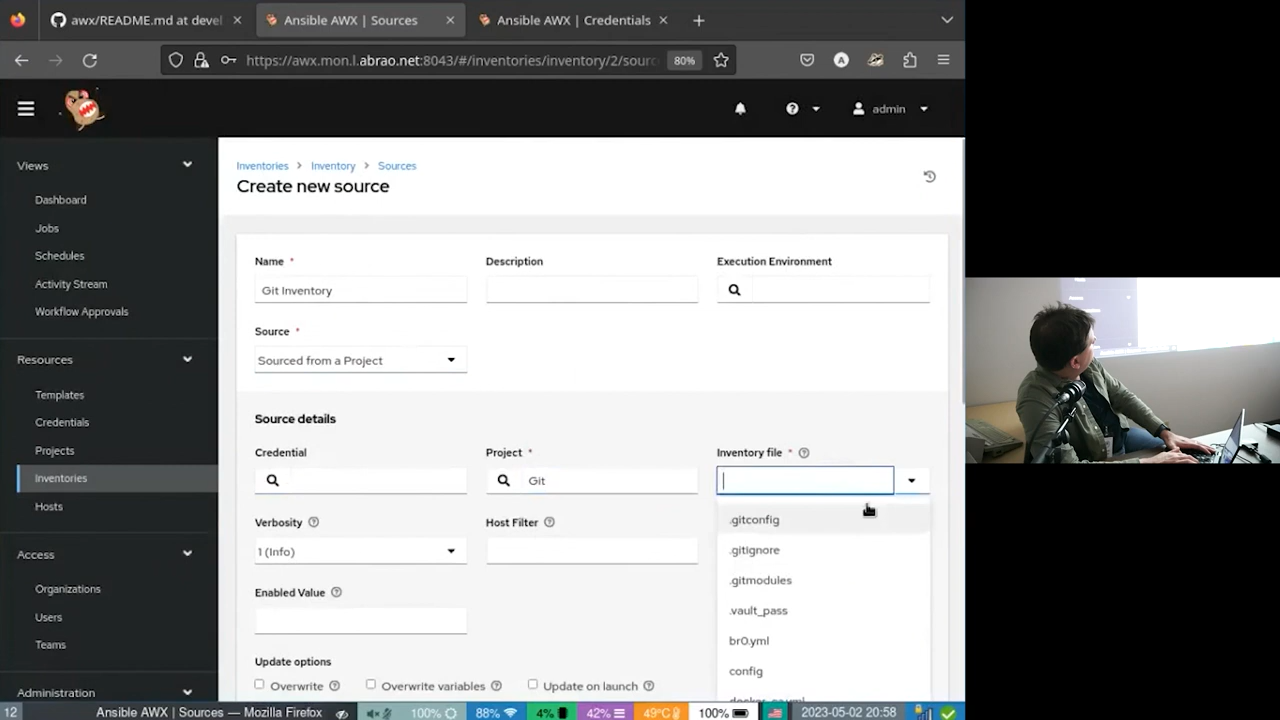 awx/README.md at devel
Ansible AWX | Sources
Ansible AWX | Credentials
https://awx.mon.l.abrao.net:8043/#/inventories/inventory/2/sourc
80%
admin
Views
Dashboard
Jobs
Schedules
Activity Stream
Workflow Approvals
Resources
Templates
Credentials
Projects
Inventories
Hosts
Access
Organizations
Users
Teams
Administration
Inventories > Inventory > Sources
Create new source
Name *
Description
Execution Environment
Git Inventory
Source *
Sourced from a Project
Source details
Credential
Project *
Inventory file *
Git
Verbosity
Host Filter
1 (Info)
Enabled Value
.gitconfig
.gitignore
.gitmodules
.vault_pass
br0.yml
config
Update options
Overwrite
Overwrite variables
Update on launch
12
Ansible AWX | Sources — Mozilla Firefox
100%
88%
4%
42%
49°C
100%
2023-05-02 20:58